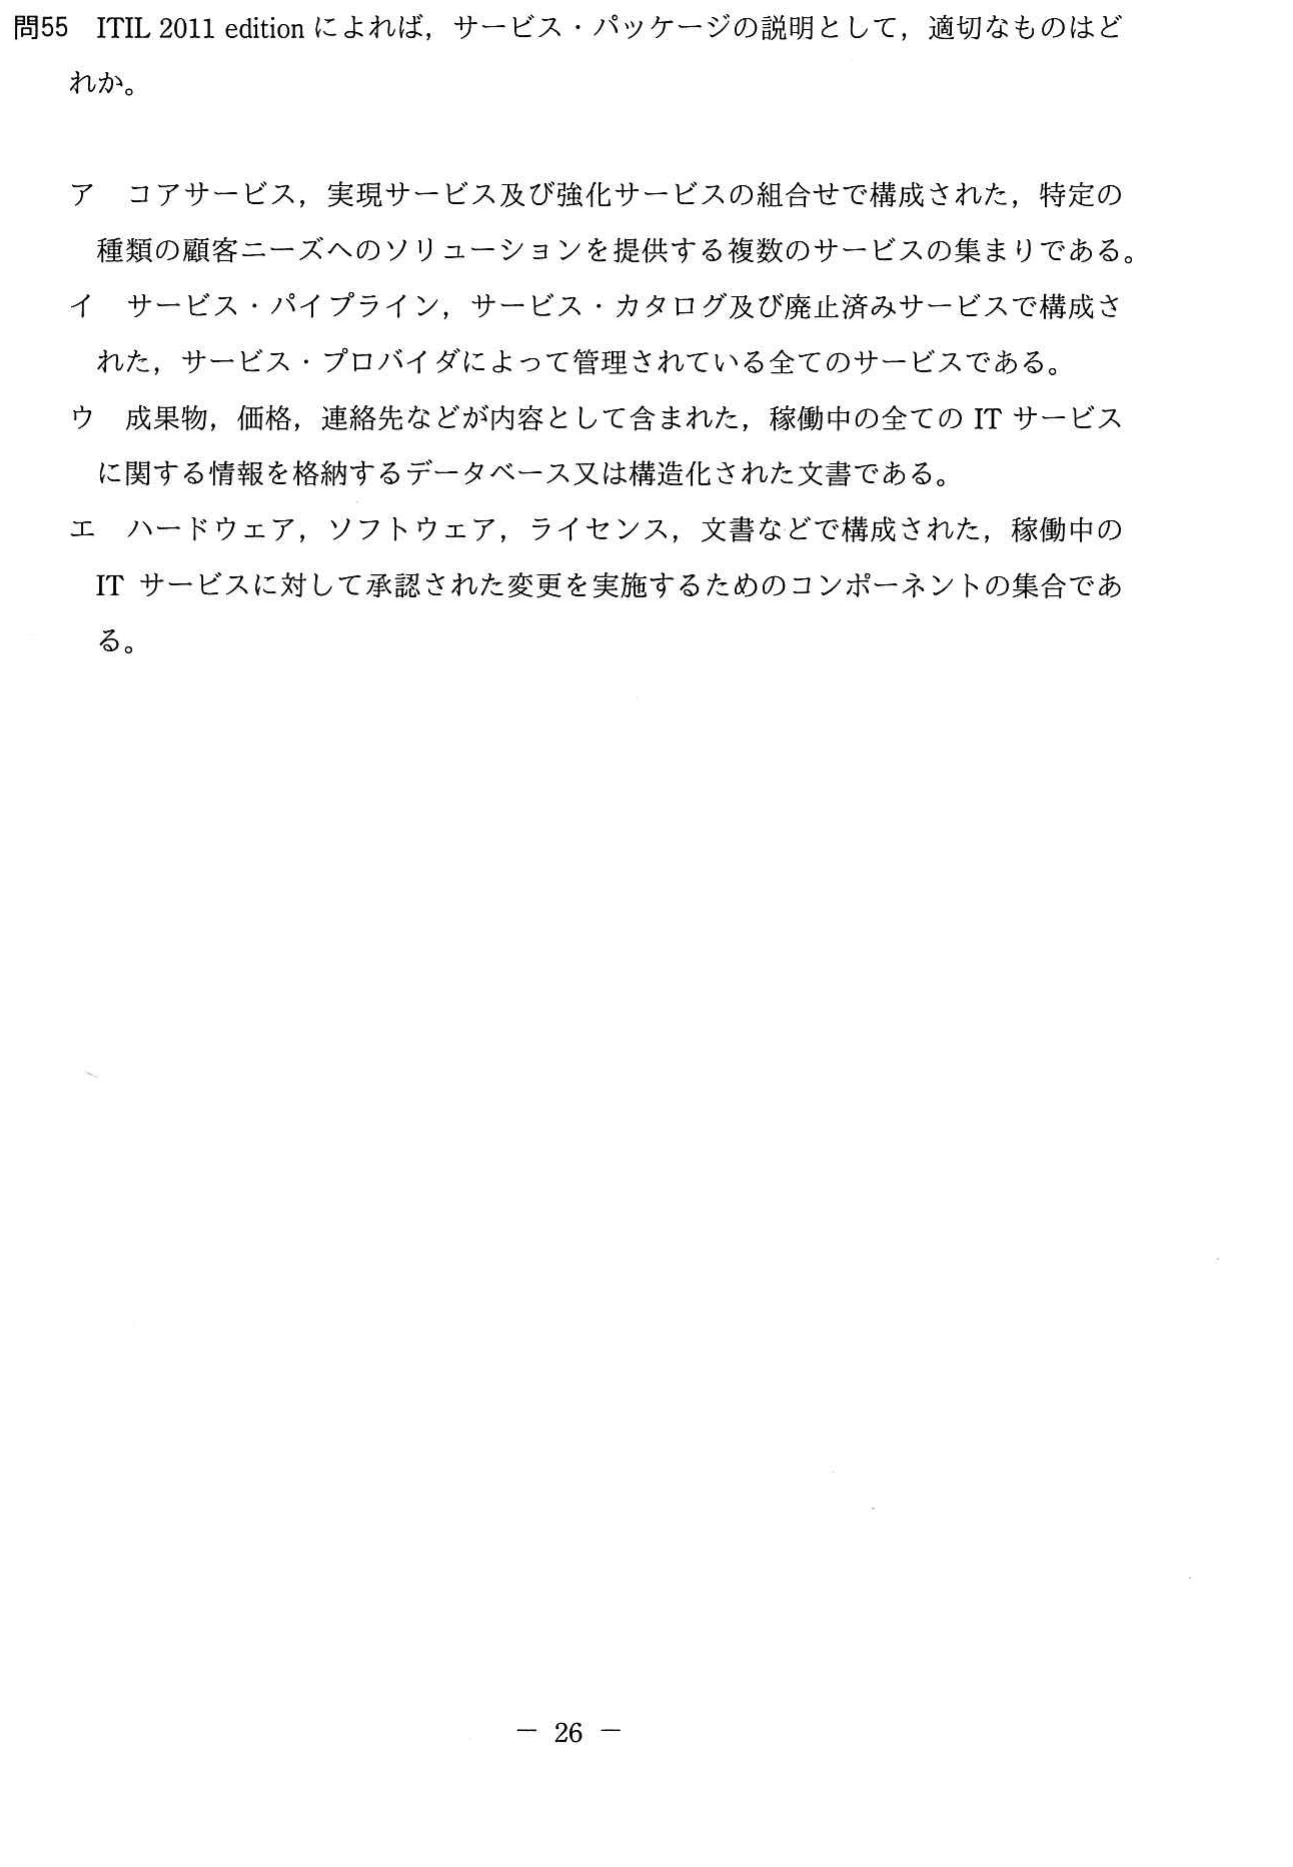 問55　ITIL 2011 edition によれば，サービス・パッケージの説明として，適切なものはど
れか。
ア　コアサービス，実現サービス及び強化サービスの組合せで構成された，特定の
種類の顧客ニーズへのソリューションを提供する複数のサービスの集まりである。
イ　サービス・パイプライン，サービス・カタログ及び廃止済みサービスで構成さ
れた，サービス・プロバイダによって管理されている全てのサービスである。
ウ　成果物，価格，連絡先などが内容として含まれた，稼働中の全ての IT サービス
に関する情報を格納するデータベース又は構造化された文書である。
エ　ハードウェア，ソフトウェア，ライセンス，文書などで構成された，稼働中の
IT サービスに対して承認された変更を実施するためのコンポーネントの集合であ
る。
－ 26 －